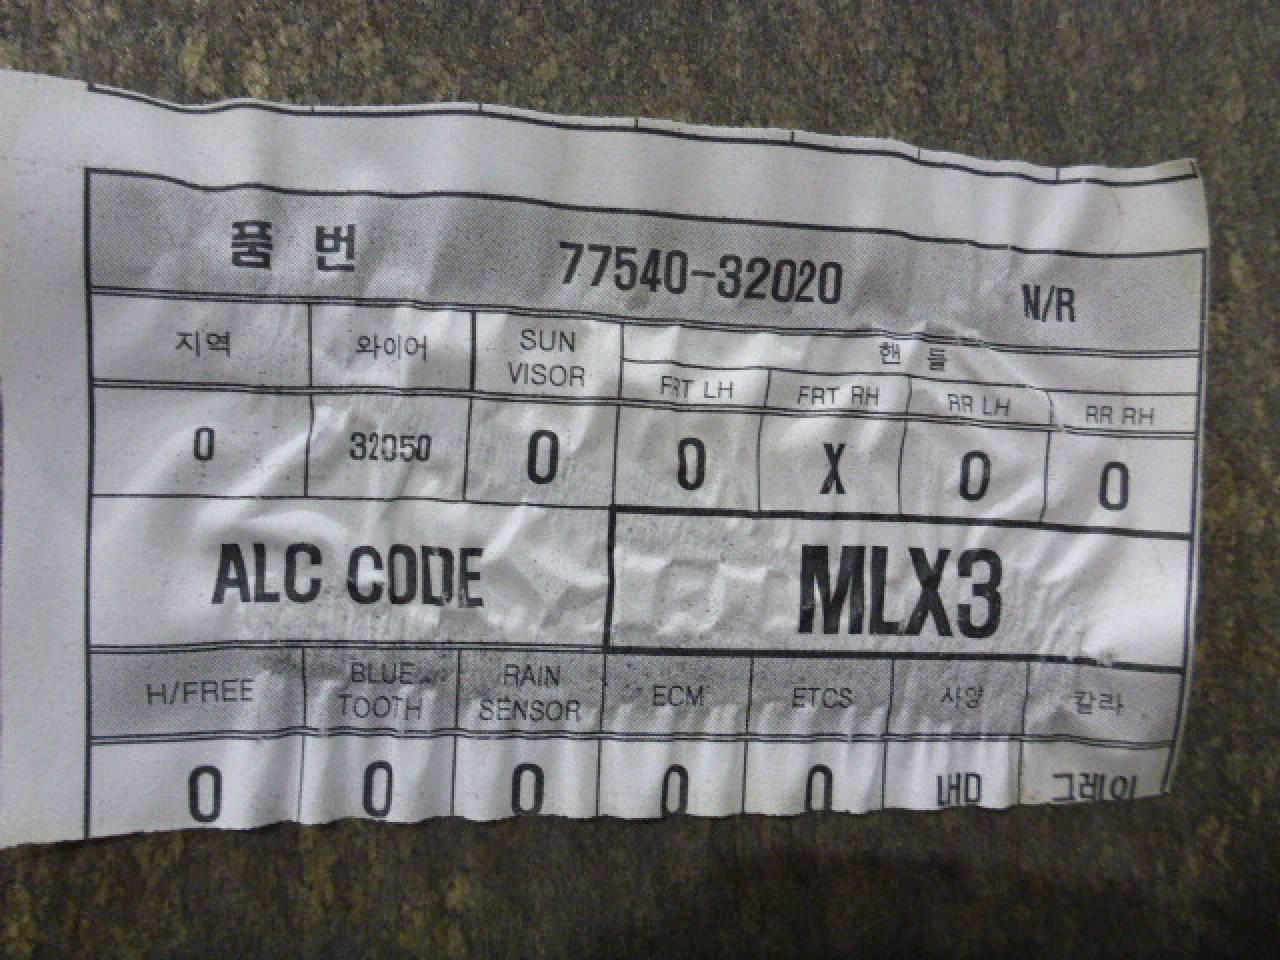 품 번 77540-32020 N/R
지역 와이어 SUN VISOR 핸 들
FRT LH FRT RH RR LH RR RH
0 32050 0 0 X 0 0
ALC CODE MLX3
H/FREE BLUE TOOTH RAIN SENSOR ECM ETCS 사양 칼라
0 0 0 0 0 LHD 그레이